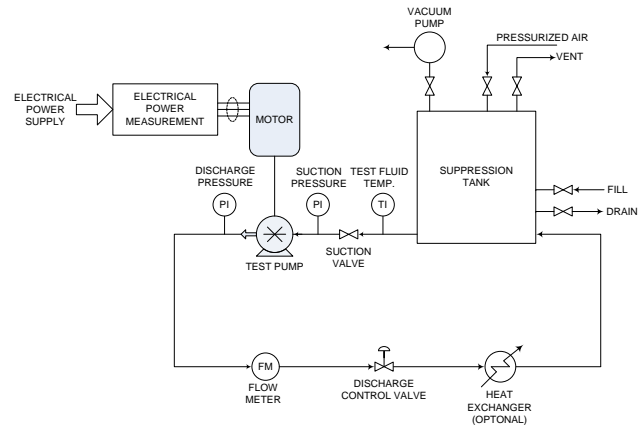 VACUUM
PUMP
PRESSURIZED AIR
VENT
ELECTRICAL
POWER
SUPPLY
ELECTRICAL
POWER
MEASUREMENT
MOTOR
SUPPRESSION
TANK
DISCHARGE
PRESSURE
SUCTION
PRESSURE
TEST FLUID
TEMP.
FILL
DRAIN
PI
PI
TI
SUCTION
VALVE
TEST PUMP
FM
FLOW
METER
DISCHARGE
CONTROL VALVE
HEAT
EXCHANGER
(OPTONAL)